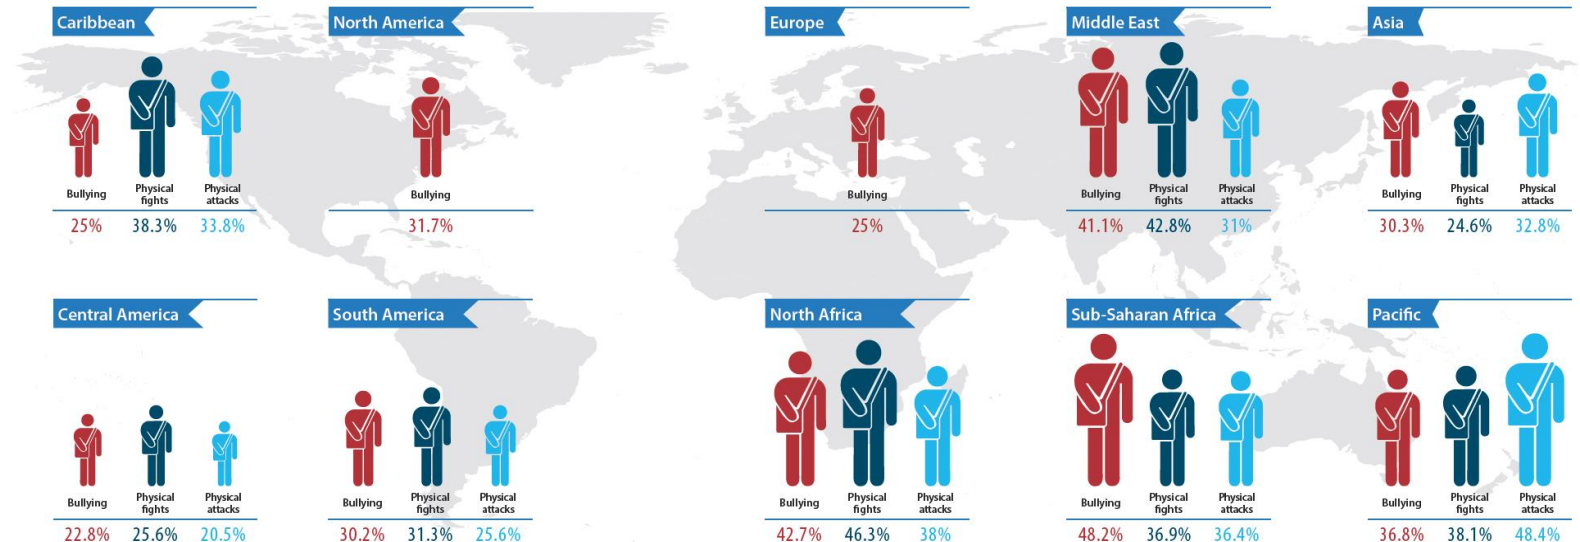 Caribbean
North America
Europe
Middle East
Asia
Bullying
Physical
fights
Physical
attacks
25%
38.3%
33.8%
Bullying
31.7%
Bullying
25%
Bullying
Physical
fights
Physical
attacks
41.1%
42.8%
31%
Bullying
Physical
fights
Physical
attacks
30.3%
24.6%
32.8%
Central America
South America
North Africa
Sub-Saharan Africa
Pacific
Bullying
Physical
fights
Physical
attacks
22.8%
25.6%
20.5%
Bullying
Physical
fights
Physical
attacks
30.2%
31.3%
25.6%
Bullying
Physical
fights
Physical
attacks
42.7%
46.3%
38%
Bullying
Physical
fights
Physical
attacks
48.2%
36.9%
36.4%
Bullying
Physical
fights
Physical
attacks
36.8%
38.1%
48.4%